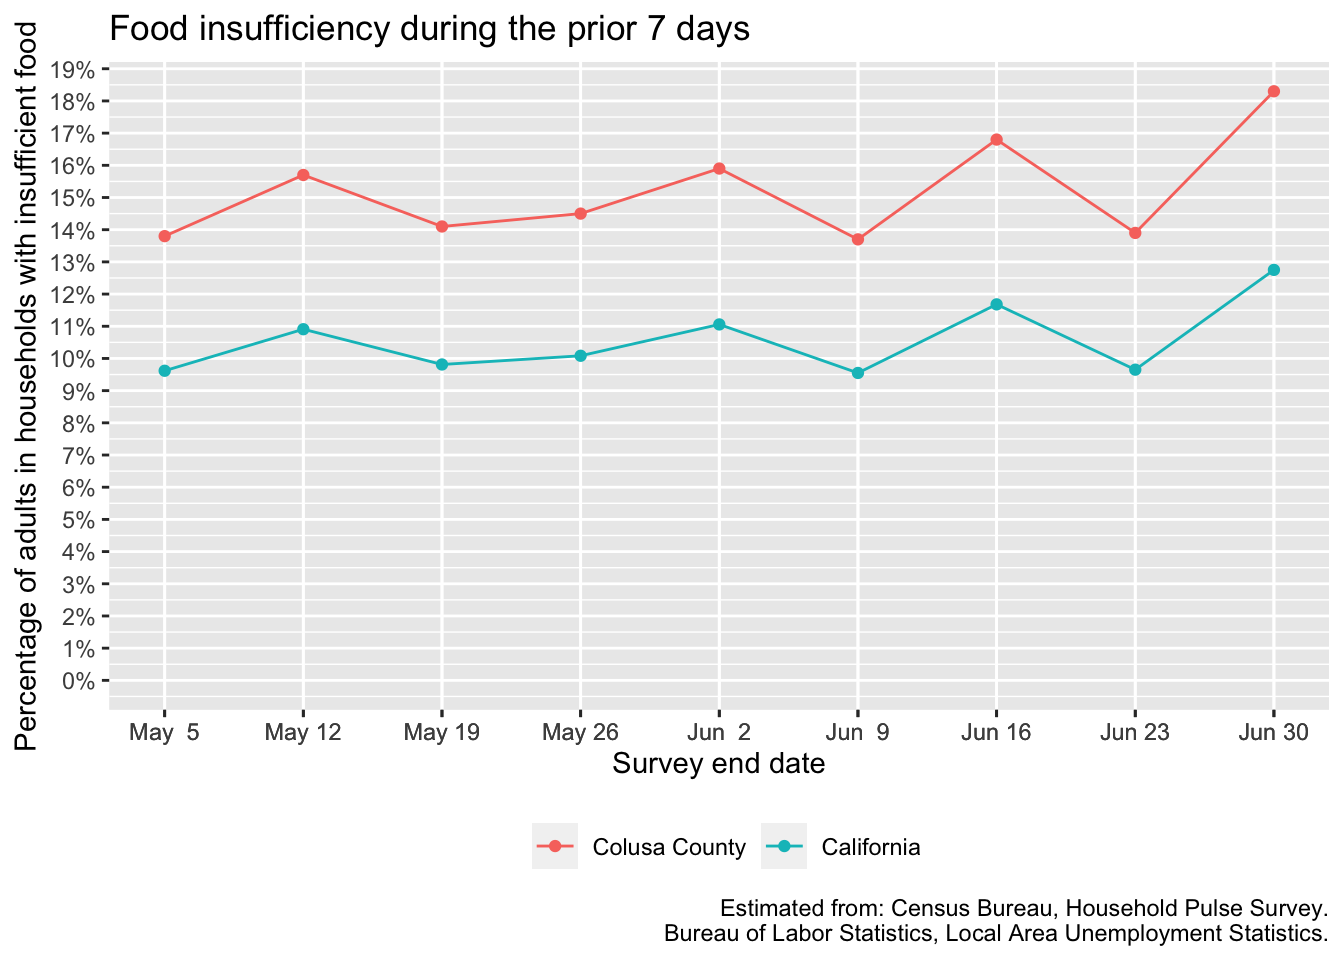 Food insufficiency during the prior 7 days
Percentage of adults in households with insufficient food
19%
18%
17%
16%
15%
14%
13%
12%
11%
10%
9%
8%
7%
6%
5%
4%
3%
2%
1%
0%
May 5 May 12 May 19 May 26 Jun 2 Jun 9 Jun 16 Jun 23 Jun 30
Survey end date
Colusa County California
Estimated from: Census Bureau, Household Pulse Survey.
Bureau of Labor Statistics, Local Area Unemployment Statistics.